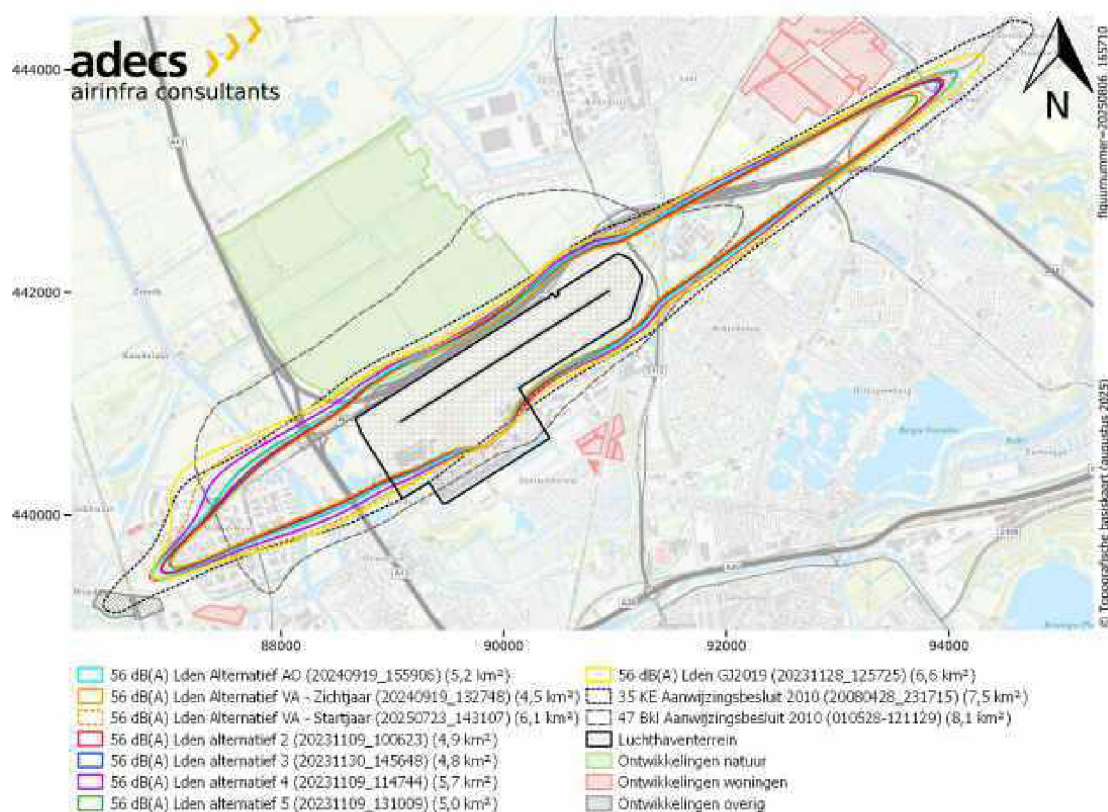 adecs
airinfra consultants
N
figuurnummer=20250806_165710
© Topografische basiskaart (augustus 2025)
444000
442000
440000
88000
90000
92000
94000
56 dB(A) Lden Alternatief AO (20240919_155906) (5,2 km²)
56 dB(A) Lden Alternatief VA - Zichtjaar (20240919_132748) (4,5 km²)
56 dB(A) Lden Alternatief VA - Startjaar (20250723_143107) (6,1 km²)
56 dB(A) Lden alternatief 2 (20231109_100623) (4,9 km²)
56 dB(A) Lden alternatief 3 (20231130_145648) (4,8 km²)
56 dB(A) Lden alternatief 4 (20231109_114744) (5,7 km²)
56 dB(A) Lden alternatief 5 (20231109_131009) (5,0 km²)
56 dB(A) Lden GJ2019 (20231128_125725) (6,6 km²)
35 KE Aanwijzingsbesluit 2010 (20080428_231715) (7,5 km²)
47 Bkl Aanwijzingsbesluit 2010 (010528-121129) (8,1 km²)
Luchthaventerrein
Ontwikkelingen natuur
Ontwikkelingen woningen
Ontwikkelingen overig